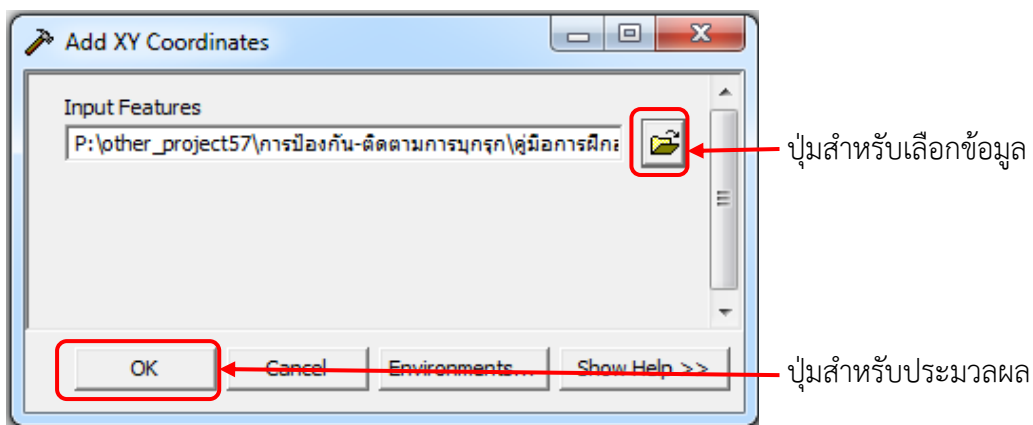 Add XY Coordinates
Input Features
P:\other_project57\การป้องกัน-ติดตามการบุกรุก\คู่มือการฝึกอ
ปุ่มสำหรับเลือกข้อมูล
OK Cancel Environments... Show Help >>
ปุ่มสำหรับประมวลผล